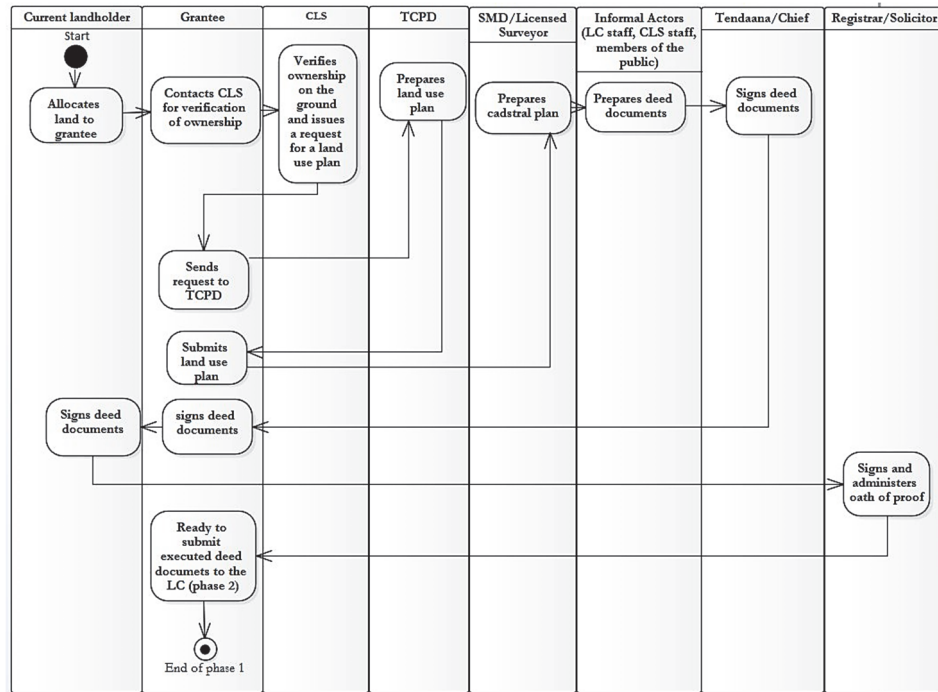 Current landholder
Grantee
CLS
TCPD
SMD/Licensed
Surveyor
Informal Actors
(LC staff, CLS staff,
members of the
public)
Tendaana/Chief
Registrar/Solicitor
Start
Allocates
land to
grantee
Contacts CLS
for verification
of ownership
Verifies
ownership
on the
ground
and issues
a request
for a land
use plan
Prepares
land use
plan
Prepares
cadstral plan
Prepares deed
documents
Signs deed
documents
Sends
request to
TCPD
Submits
land use
plan
Signs deed
documents
signs deed
documents
Signs and
administers
oath of proof
Ready to
submit
executed deed
documets to the
LC (phase 2)
End of phase 1